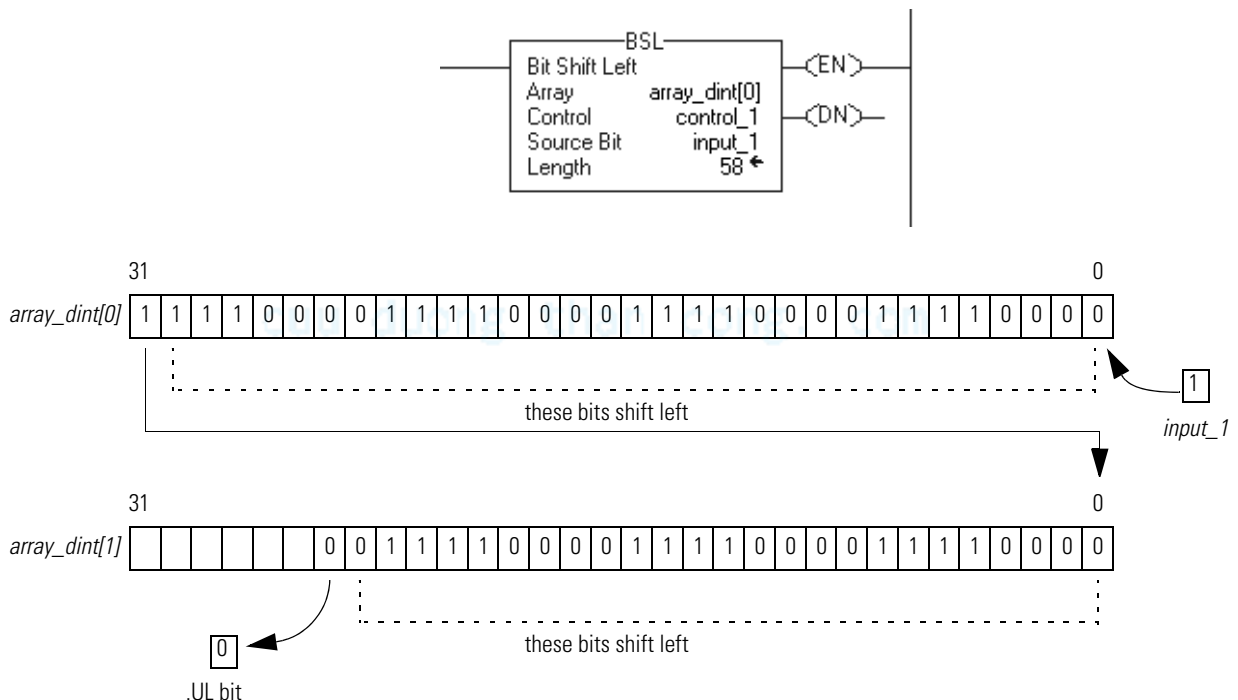 BSL
Bit Shift Left
Array array_dint[0]
Control control_1
Source Bit input_1
Length 58
EN
DN
31 0
array_dint[0] 1 1 1 1 0 0 0 0 1 1 1 1 0 0 0 0 1 1 1 1 0 0 0 0 1 1 1 1 0 0 0 0
cuu duong than cong. com
1
these bits shift left
input_1
31 0
array_dint[1] 0 0 1 1 1 1 0 0 0 0 1 1 1 1 0 0 0 0 1 1 1 1 0 0 0 0
these bits shift left
0
.UL bit